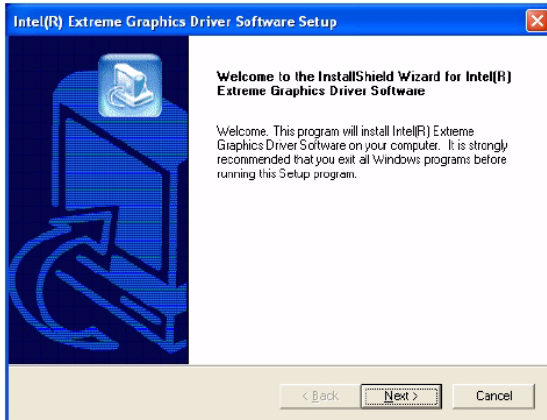 Intel(R) Extreme Graphics Driver Software Setup
Welcome to the InstallShield Wizard for Intel(R)
Extreme Graphics Driver Software
Welcome. This program will install Intel(R) Extreme
Graphics Driver Software on your computer. It is strongly
recommended that you exit all Windows programs before
running this Setup program.
< Back
Next >
Cancel